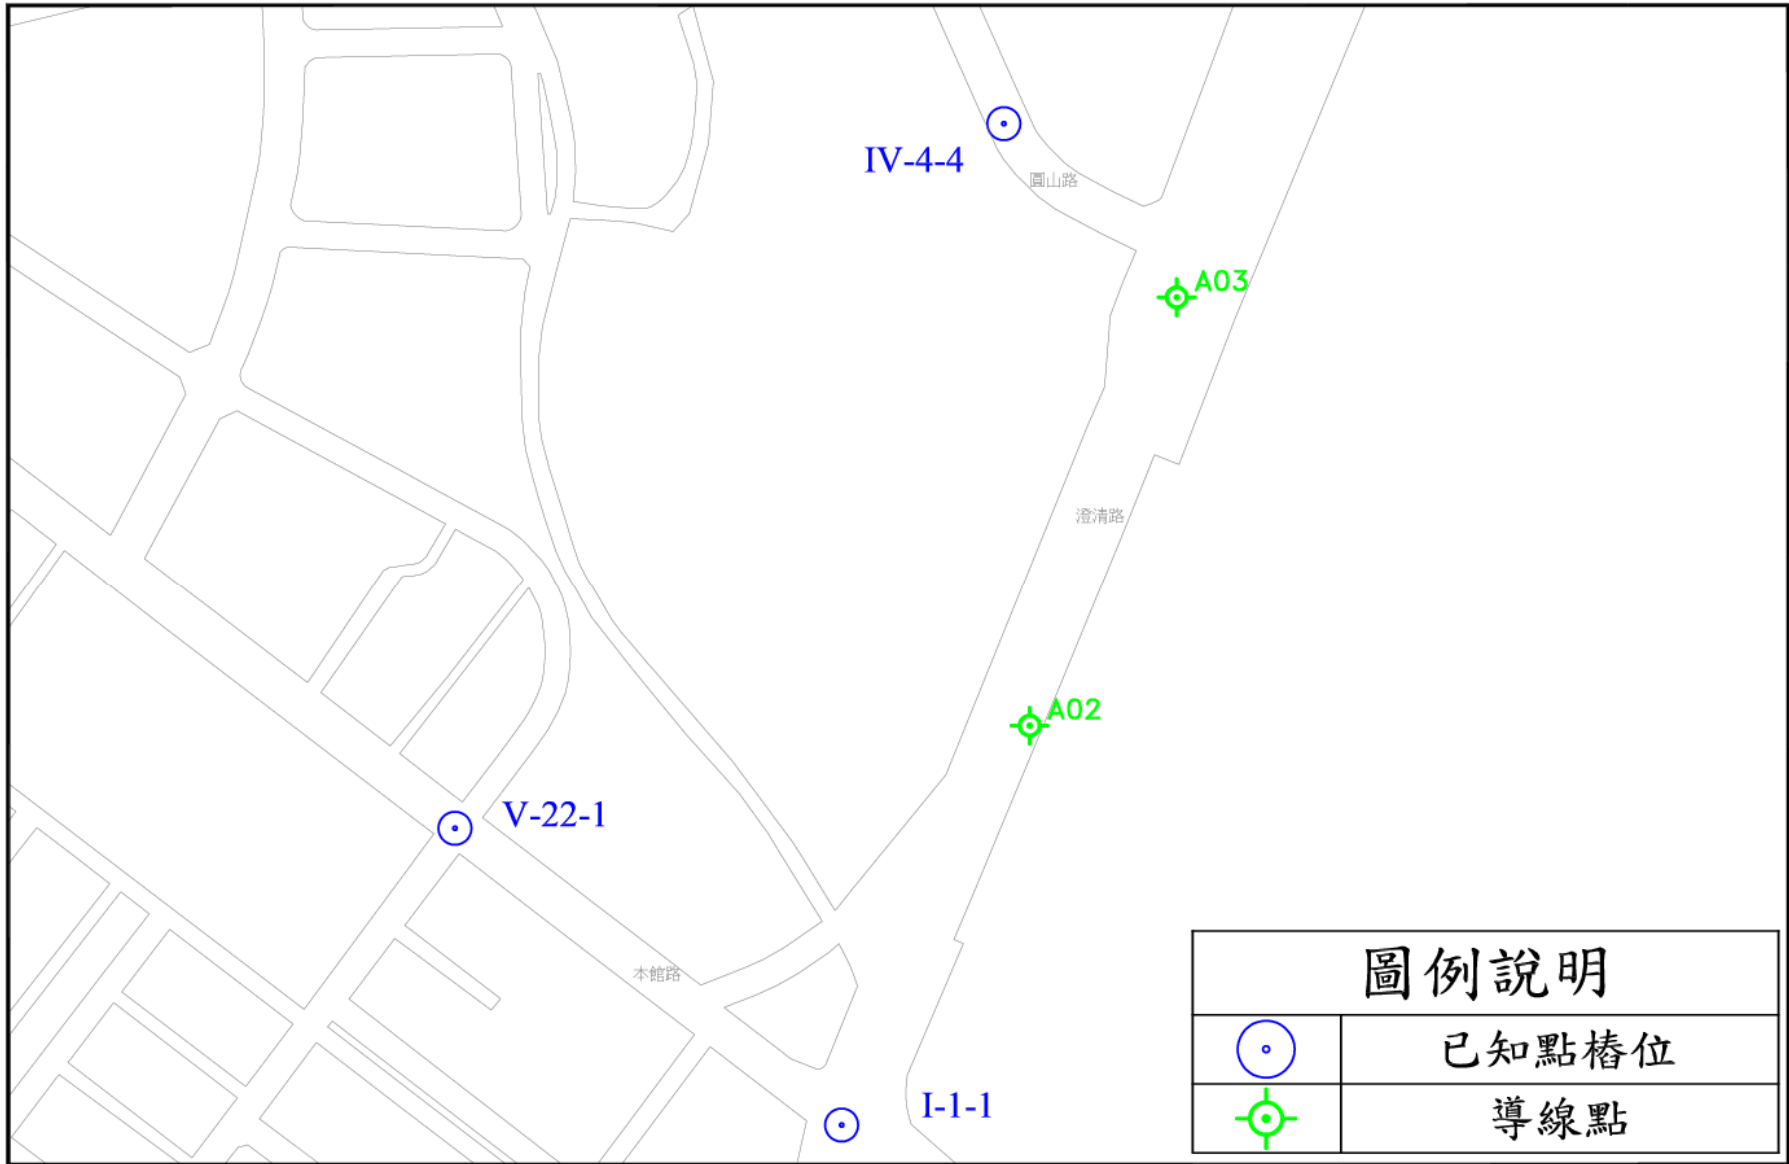 IV-4-4
圓山路
A03
澄清路
A02
V-22-1
本館路
I-1-1
圖例說明
已知點樁位
導線點